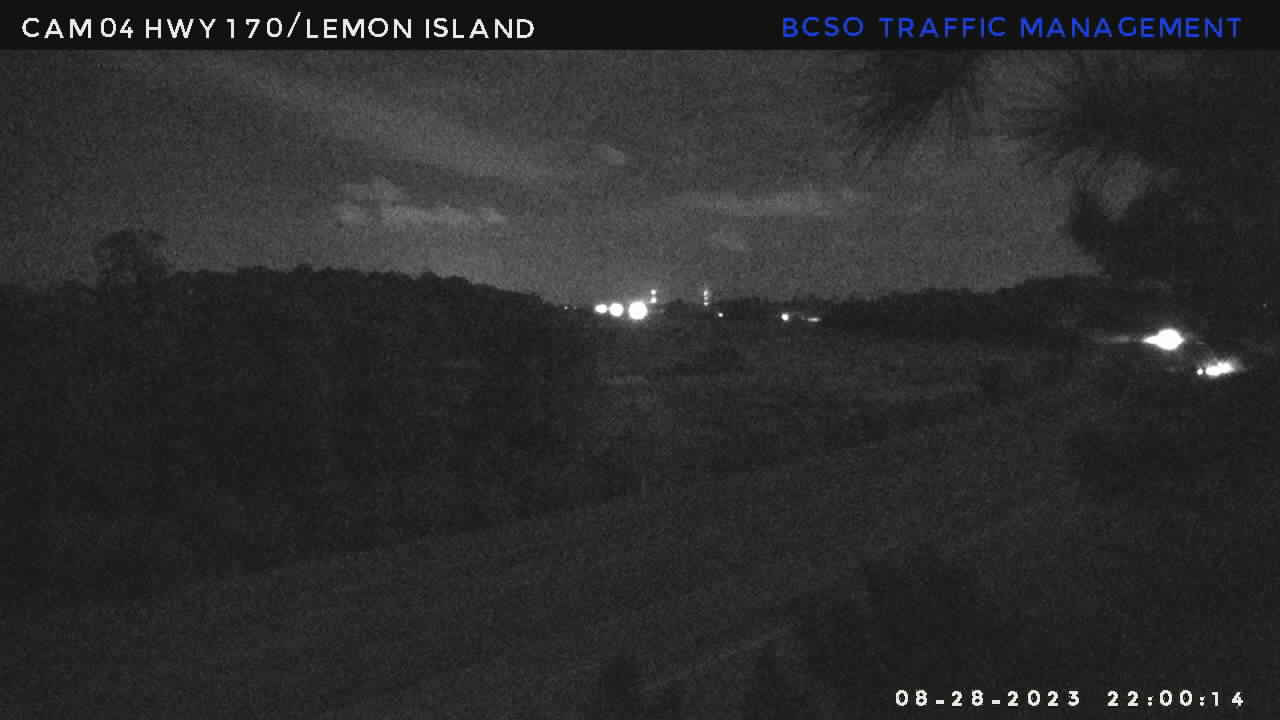 CAM 04 HWY 170/LEMON ISLAND
BCSO TRAFFIC MANAGEMENT
08-28-2023 22:00:14